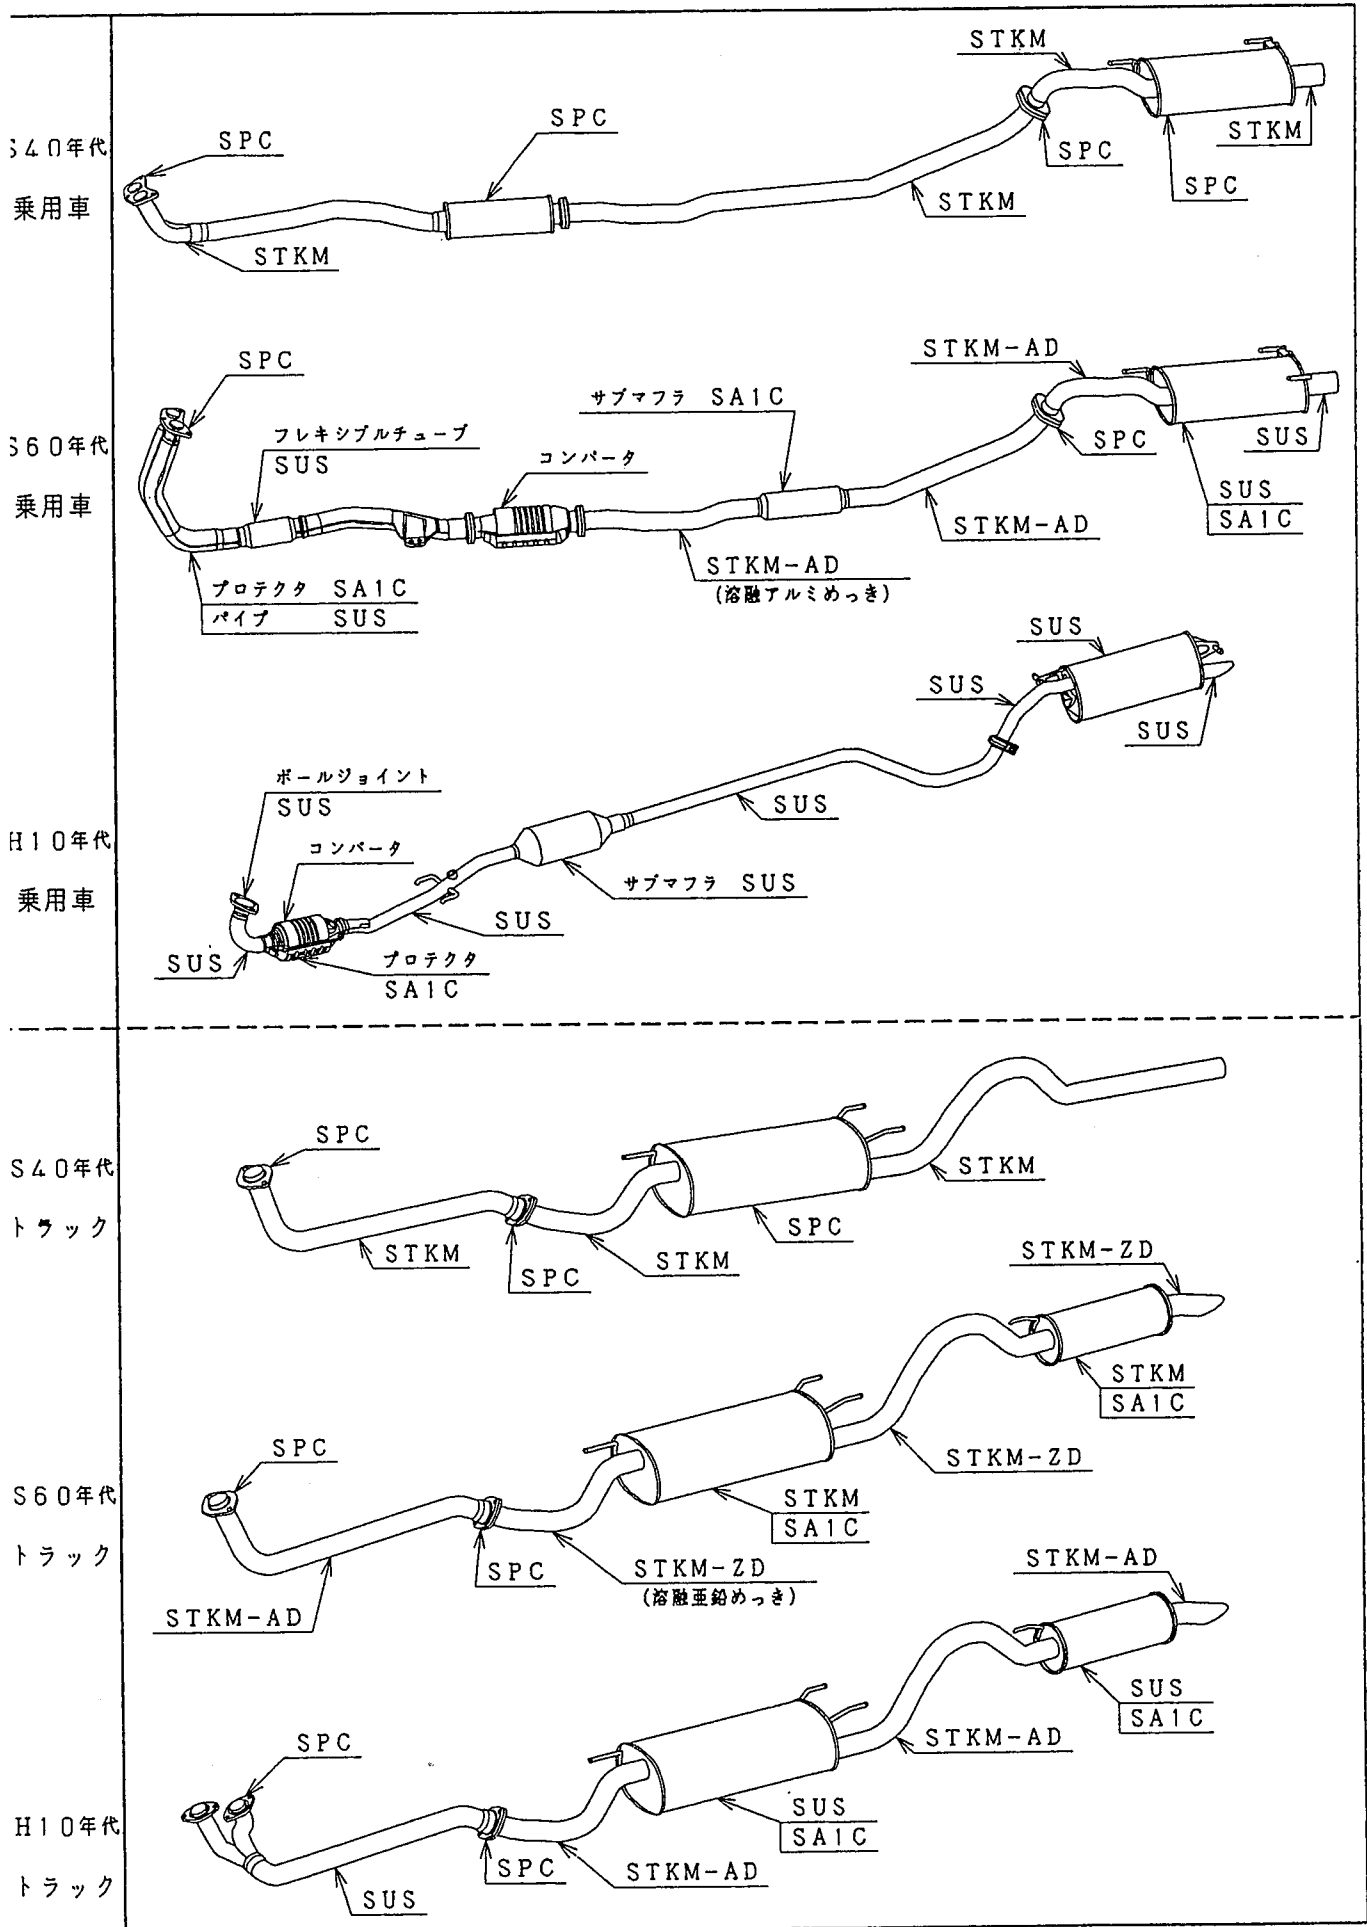 S40年代
乗用車
SPC
STKM
SPC
STKM
STKM
SPC
SPC
STKM
S60年代
乗用車
SPC
フレキシブルチューブ
SUS
コンバータ
サブマフラ SA1C
STKM-AD
SPC
SUS
SUS
SA1C
STKM-AD
STKM-AD
(溶融アルミめっき)
プロテクタ SA1C
パイプ SUS
H10年代
乗用車
ボールジョイント
SUS
コンバータ
SUS
プロテクタ
SA1C
SUS
サブマフラ SUS
SUS
SUS
SUS
SUS
S40年代
トラック
SPC
STKM
SPC
STKM
SPC
STKM
S60年代
トラック
SPC
STKM-AD
SPC
STKM-ZD
(溶融亜鉛めっき)
STKM
SA1C
STKM-ZD
STKM
SA1C
STKM-ZD
H10年代
トラック
SPC
SUS
SPC
STKM-AD
SUS
SA1C
STKM-AD
SUS
SA1C
STKM-AD